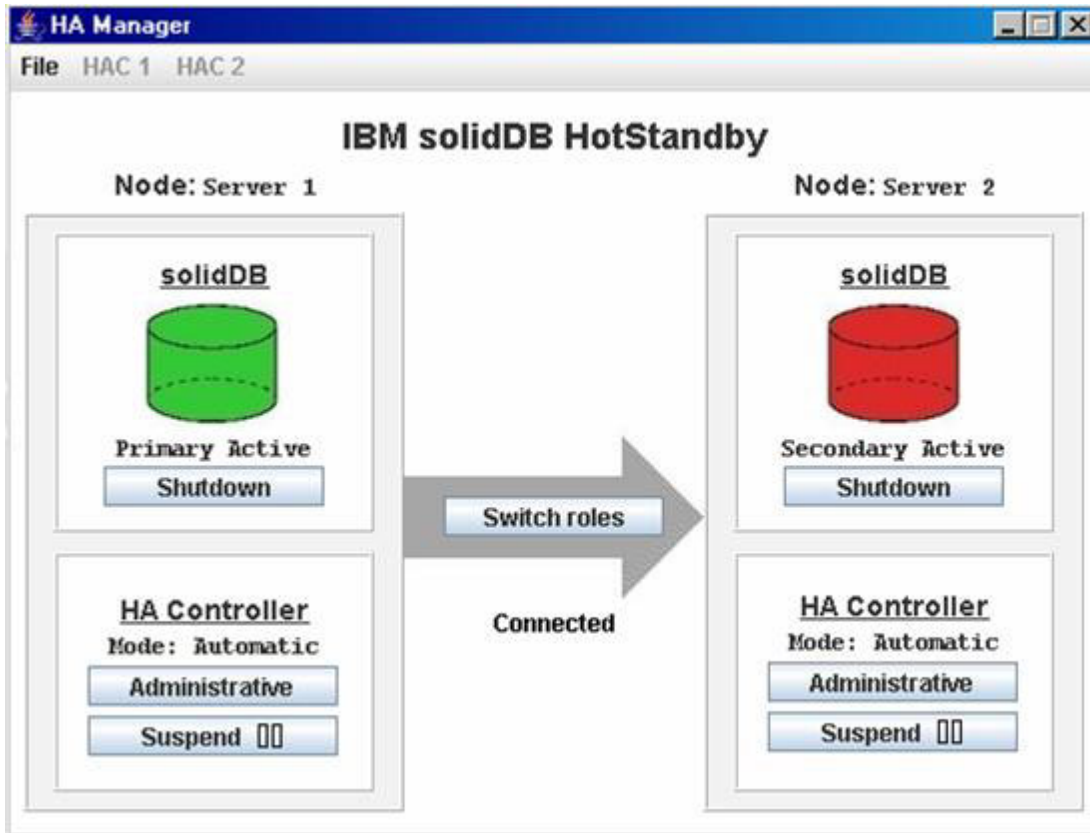 HA Manager
File HAC 1 HAC 2
IBM solidDB HotStandby
Node: Server 1
Node: Server 2
solidDB
Primary Active
Shutdown
solidDB
Secondary Active
Shutdown
Switch roles
Connected
HA Controller
Mode: Automatic
Administrative
Suspend
HA Controller
Mode: Automatic
Administrative
Suspend